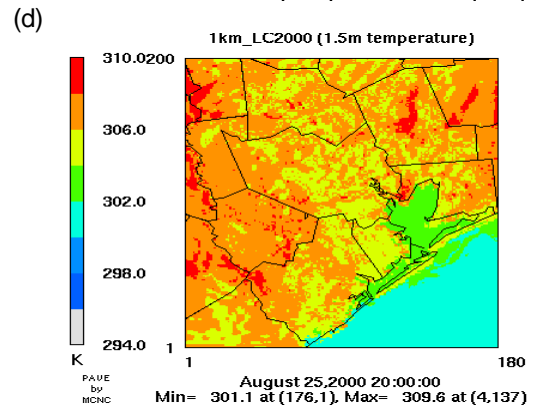 (d)
1km_LC2000 (1.5m temperature)
310.0
200
306.0
302.0
298.0
294.0
1
K
1
180
PAVE
by
MCNC
August 25,2000 20:00:00
Min= 301.1 at (176,1), Max= 309.6 at (4,137)